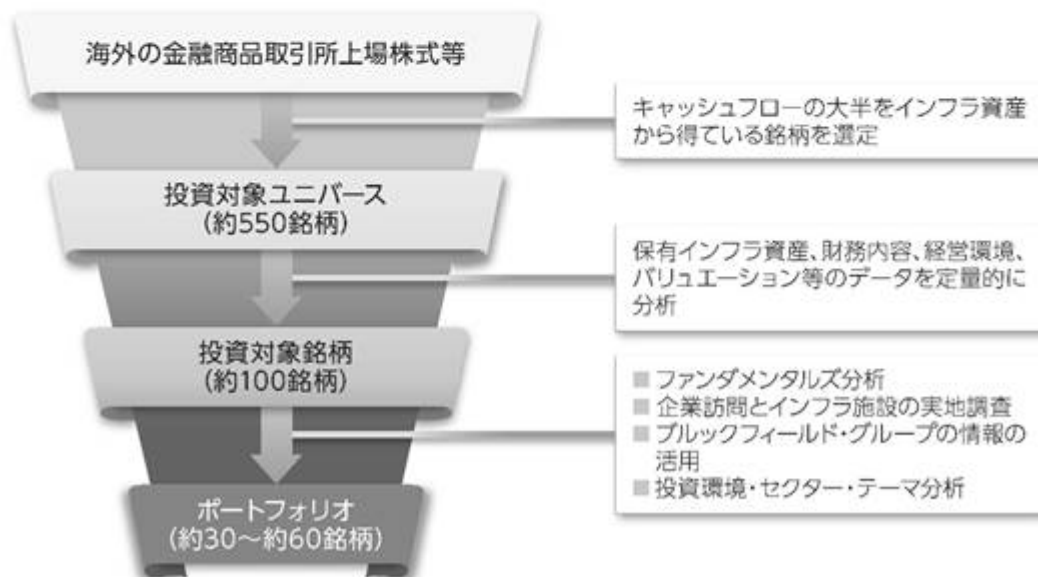 海外の金融商品取引所上場株式等
キャッシュフローの大半をインフラ資産
から得ている銘柄を選定
投資対象ユニバース
(約550銘柄)
保有インフラ資産、財務内容、経営環境、
バリュエーション等のデータを定量的に
分析
投資対象銘柄
(約100銘柄)
■ ファンダメンタルズ分析
■ 企業訪問とインフラ施設の実地調査
■ ブルックフィールド・グループの情報の
活用
■ 投資環境・セクター・テーマ分析
ポートフォリオ
(約30～約60銘柄)